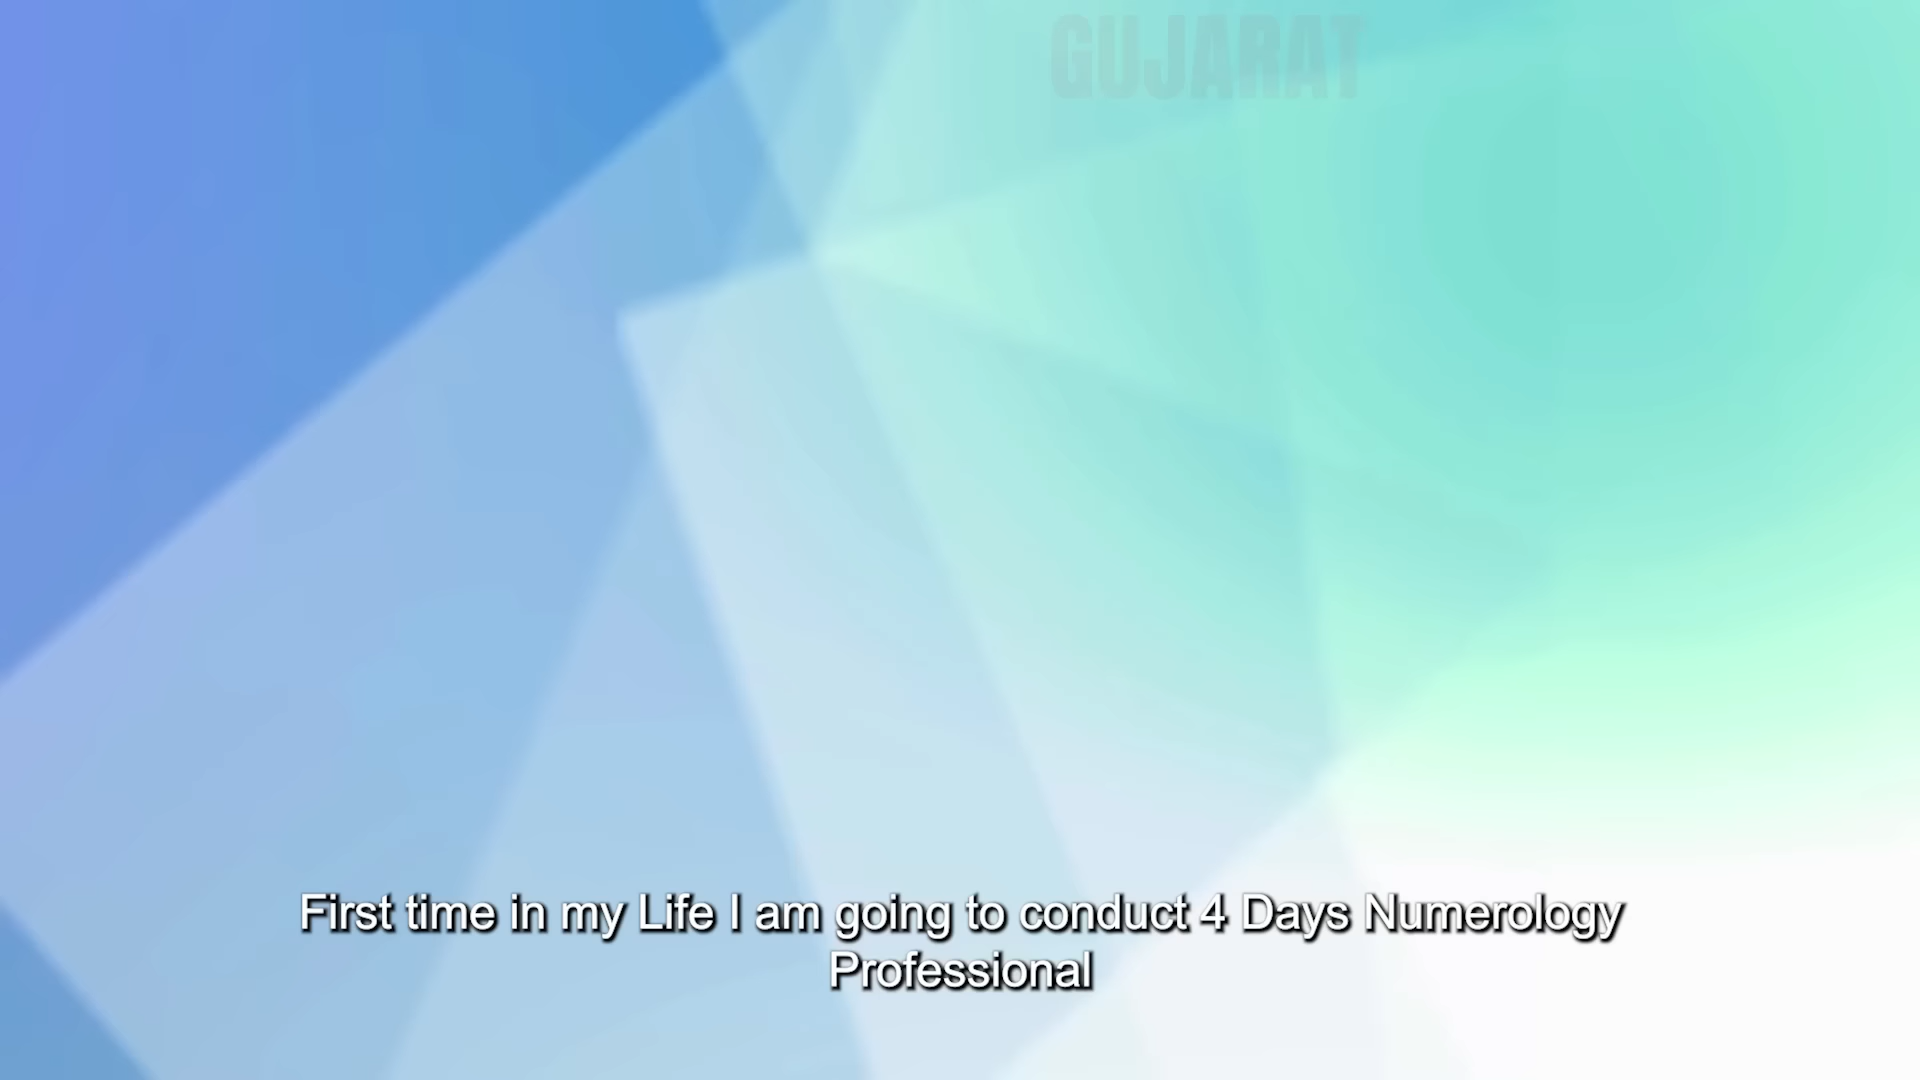 GUJARAT
First time in my Life I am going to conduct 4 Days Numerology
Professional